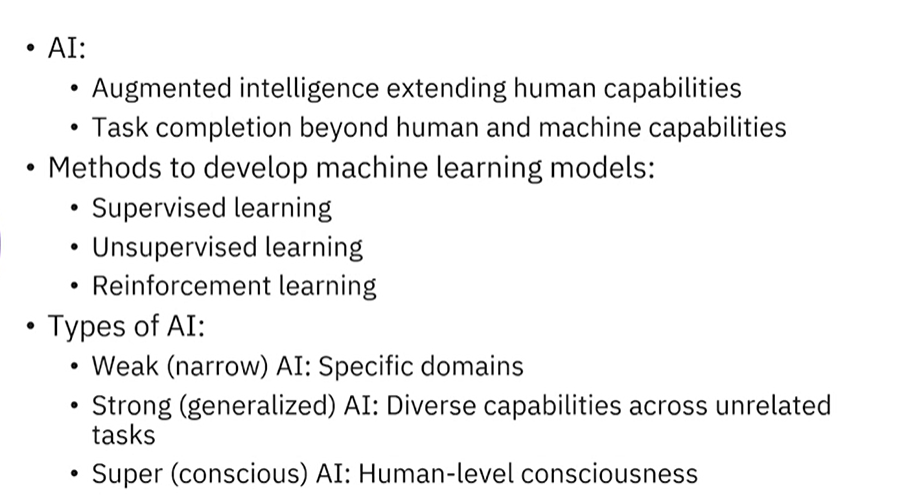 • AI:
• Augmented intelligence extending human capabilities
• Task completion beyond human and machine capabilities
• Methods to develop machine learning models:
• Supervised learning
• Unsupervised learning
• Reinforcement learning
• Types of AI:
• Weak (narrow) AI: Specific domains
• Strong (generalized) AI: Diverse capabilities across unrelated
tasks
• Super (conscious) AI: Human-level consciousness